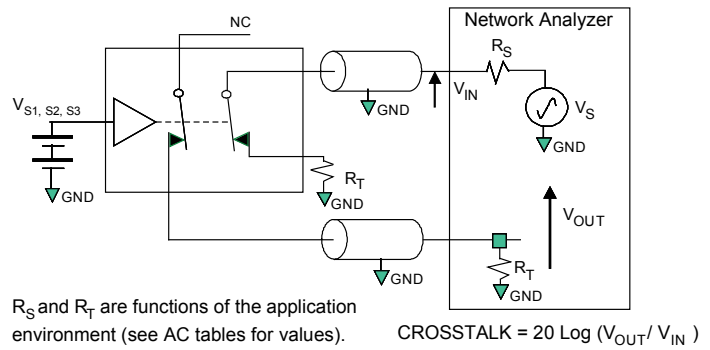 Network Analyzer
NC
R_S
V_S1, S2, S3
V_IN
V_S
GND
GND
GND
R_T
GND
V_OUT
R_T
GND
GND
R_S and R_T are functions of the application
environment (see AC tables for values).
CROSSTALK = 20 Log (V_OUT/ V_IN )